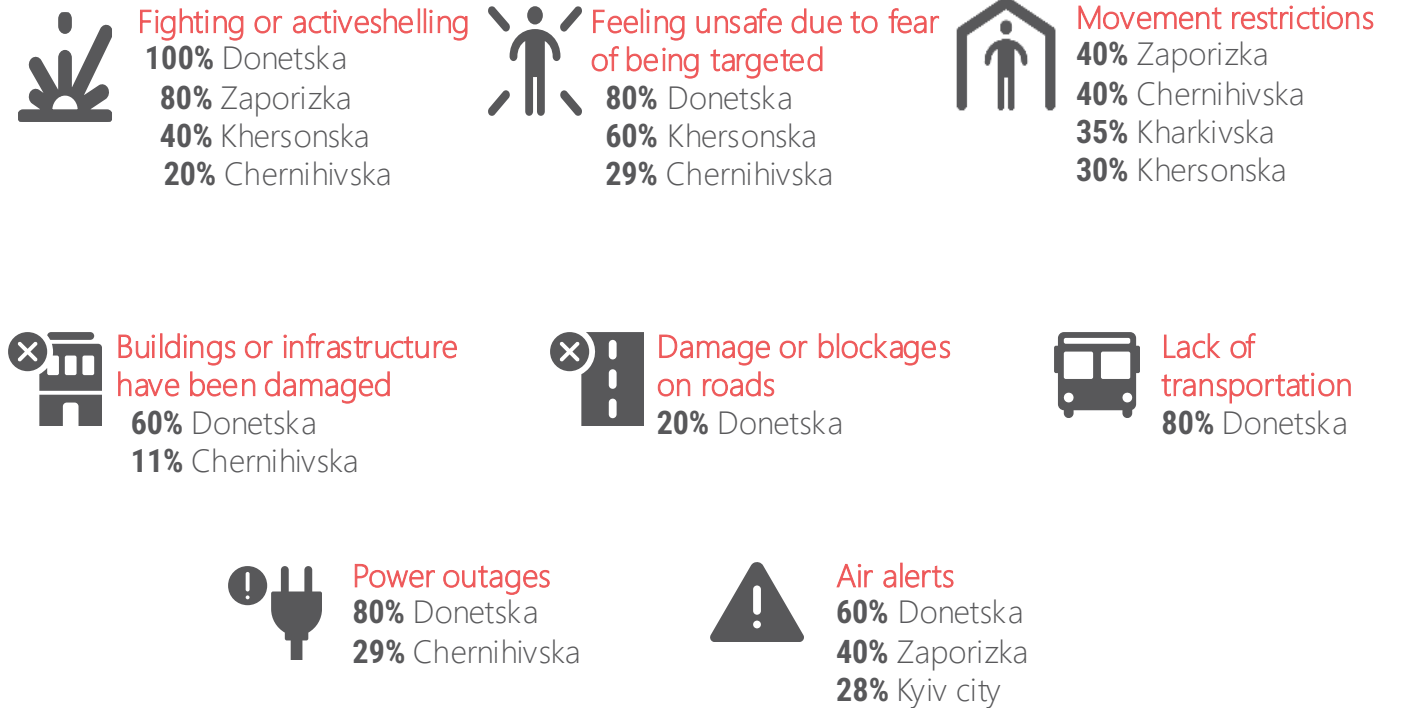 Fighting or activeshelling
100% Donetska
80% Zaporizka
40% Khersonska
20% Chernihivska
Feeling unsafe due to fear
of being targeted
80% Donetska
60% Khersonska
29% Chernihivska
Movement restrictions
40% Zaporizka
40% Chernihivska
35% Kharkivska
30% Khersonska
Buildings or infrastructure
have been damaged
60% Donetska
11% Chernihivska
Damage or blockages
on roads
20% Donetska
Lack of
transportation
80% Donetska
Power outages
80% Donetska
29% Chernihivska
Air alerts
60% Donetska
40% Zaporizka
28% Kyiv city